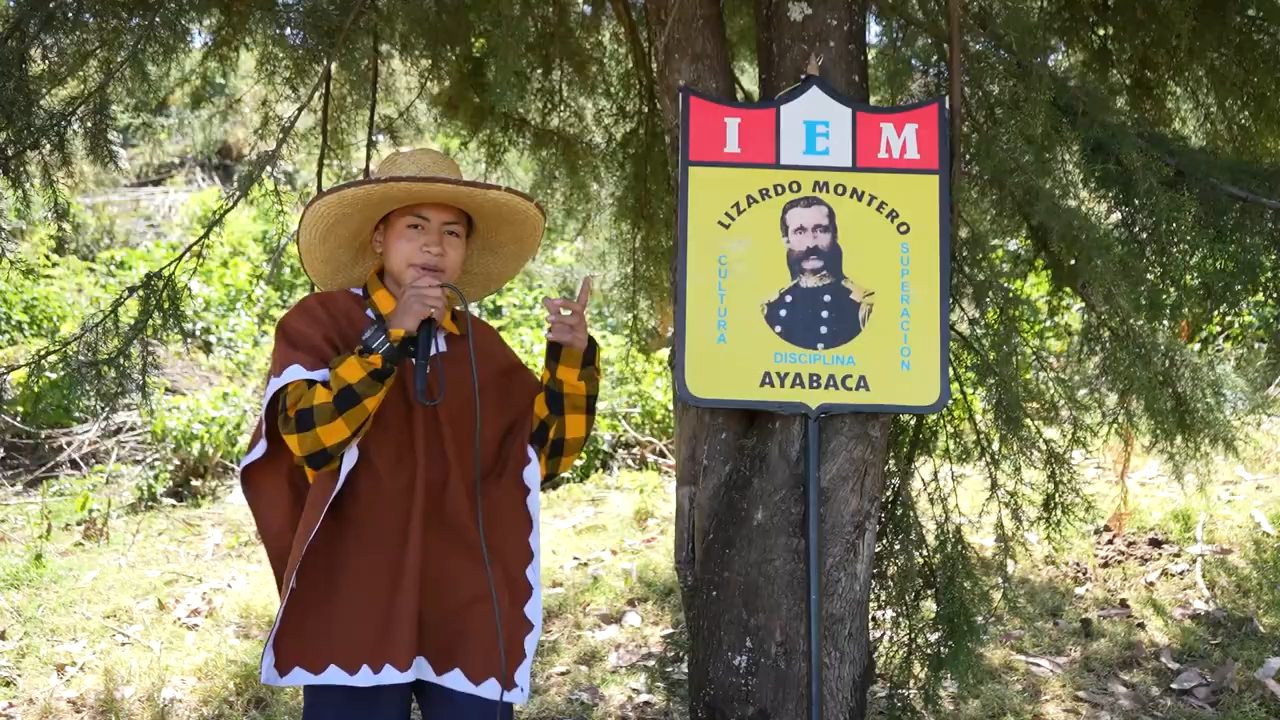 I E M
LIZARDO MONTERO
CULTURA
SUPERACION
DISCIPLINA
AYABACA